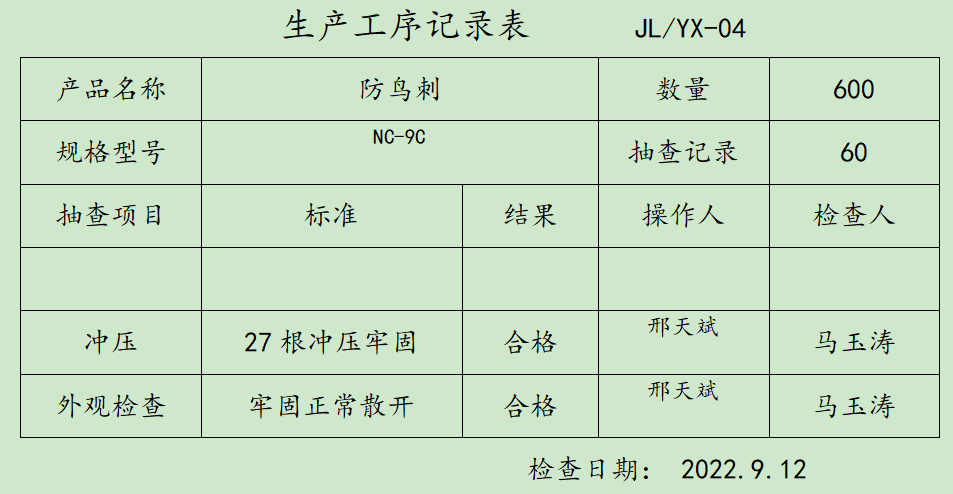 生产工序记录表 JL/YX-04
产品名称 防鸟刺 数量 600
规格型号 NC-9C 抽查记录 60
抽查项目 标准 结果 操作人 检查人
冲压 27根冲压牢固 合格 邢天斌 马玉涛
外观检查 牢固正常散开 合格 邢天斌 马玉涛
检查日期： 2022.9.12